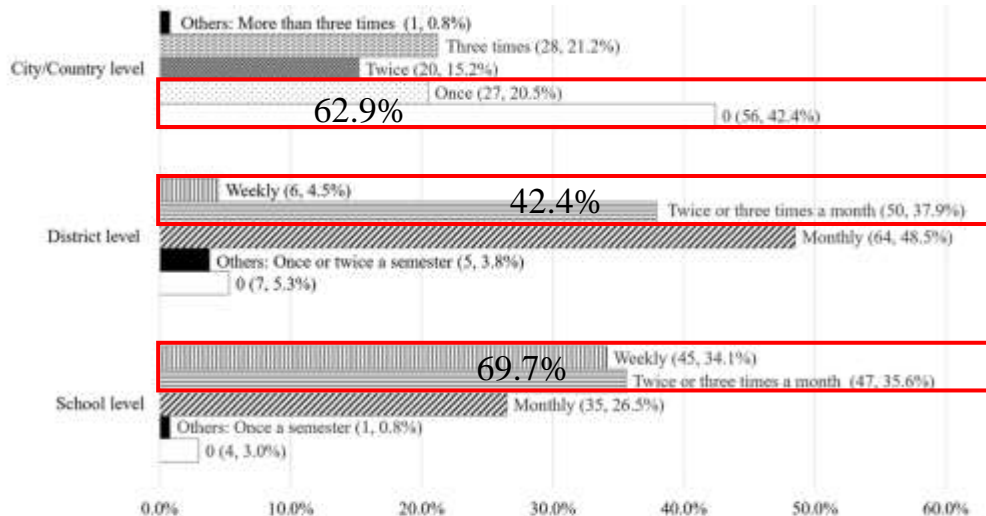 Others: More than three times (1, 0.8%)
Three times (28, 21.2%)
City/Country level
Twice (20, 15.2%)
Once (27, 20.5%)
62.9%
0 (56, 42.4%)
Weekly (6, 4.5%)
42.4%
Twice or three times a month (50, 37.9%)
District level
Monthly (64, 48.5%)
Others: Once or twice a semester (5, 3.8%)
0 (7, 5.3%)
Weekly (45, 34.1%)
69.7%
Twice or three times a month (47, 35.6%)
School level
Monthly (35, 26.5%)
Others: Once a semester (1, 0.8%)
0 (4, 3.0%)
0.0% 10.0% 20.0% 30.0% 40.0% 50.0% 60.0%